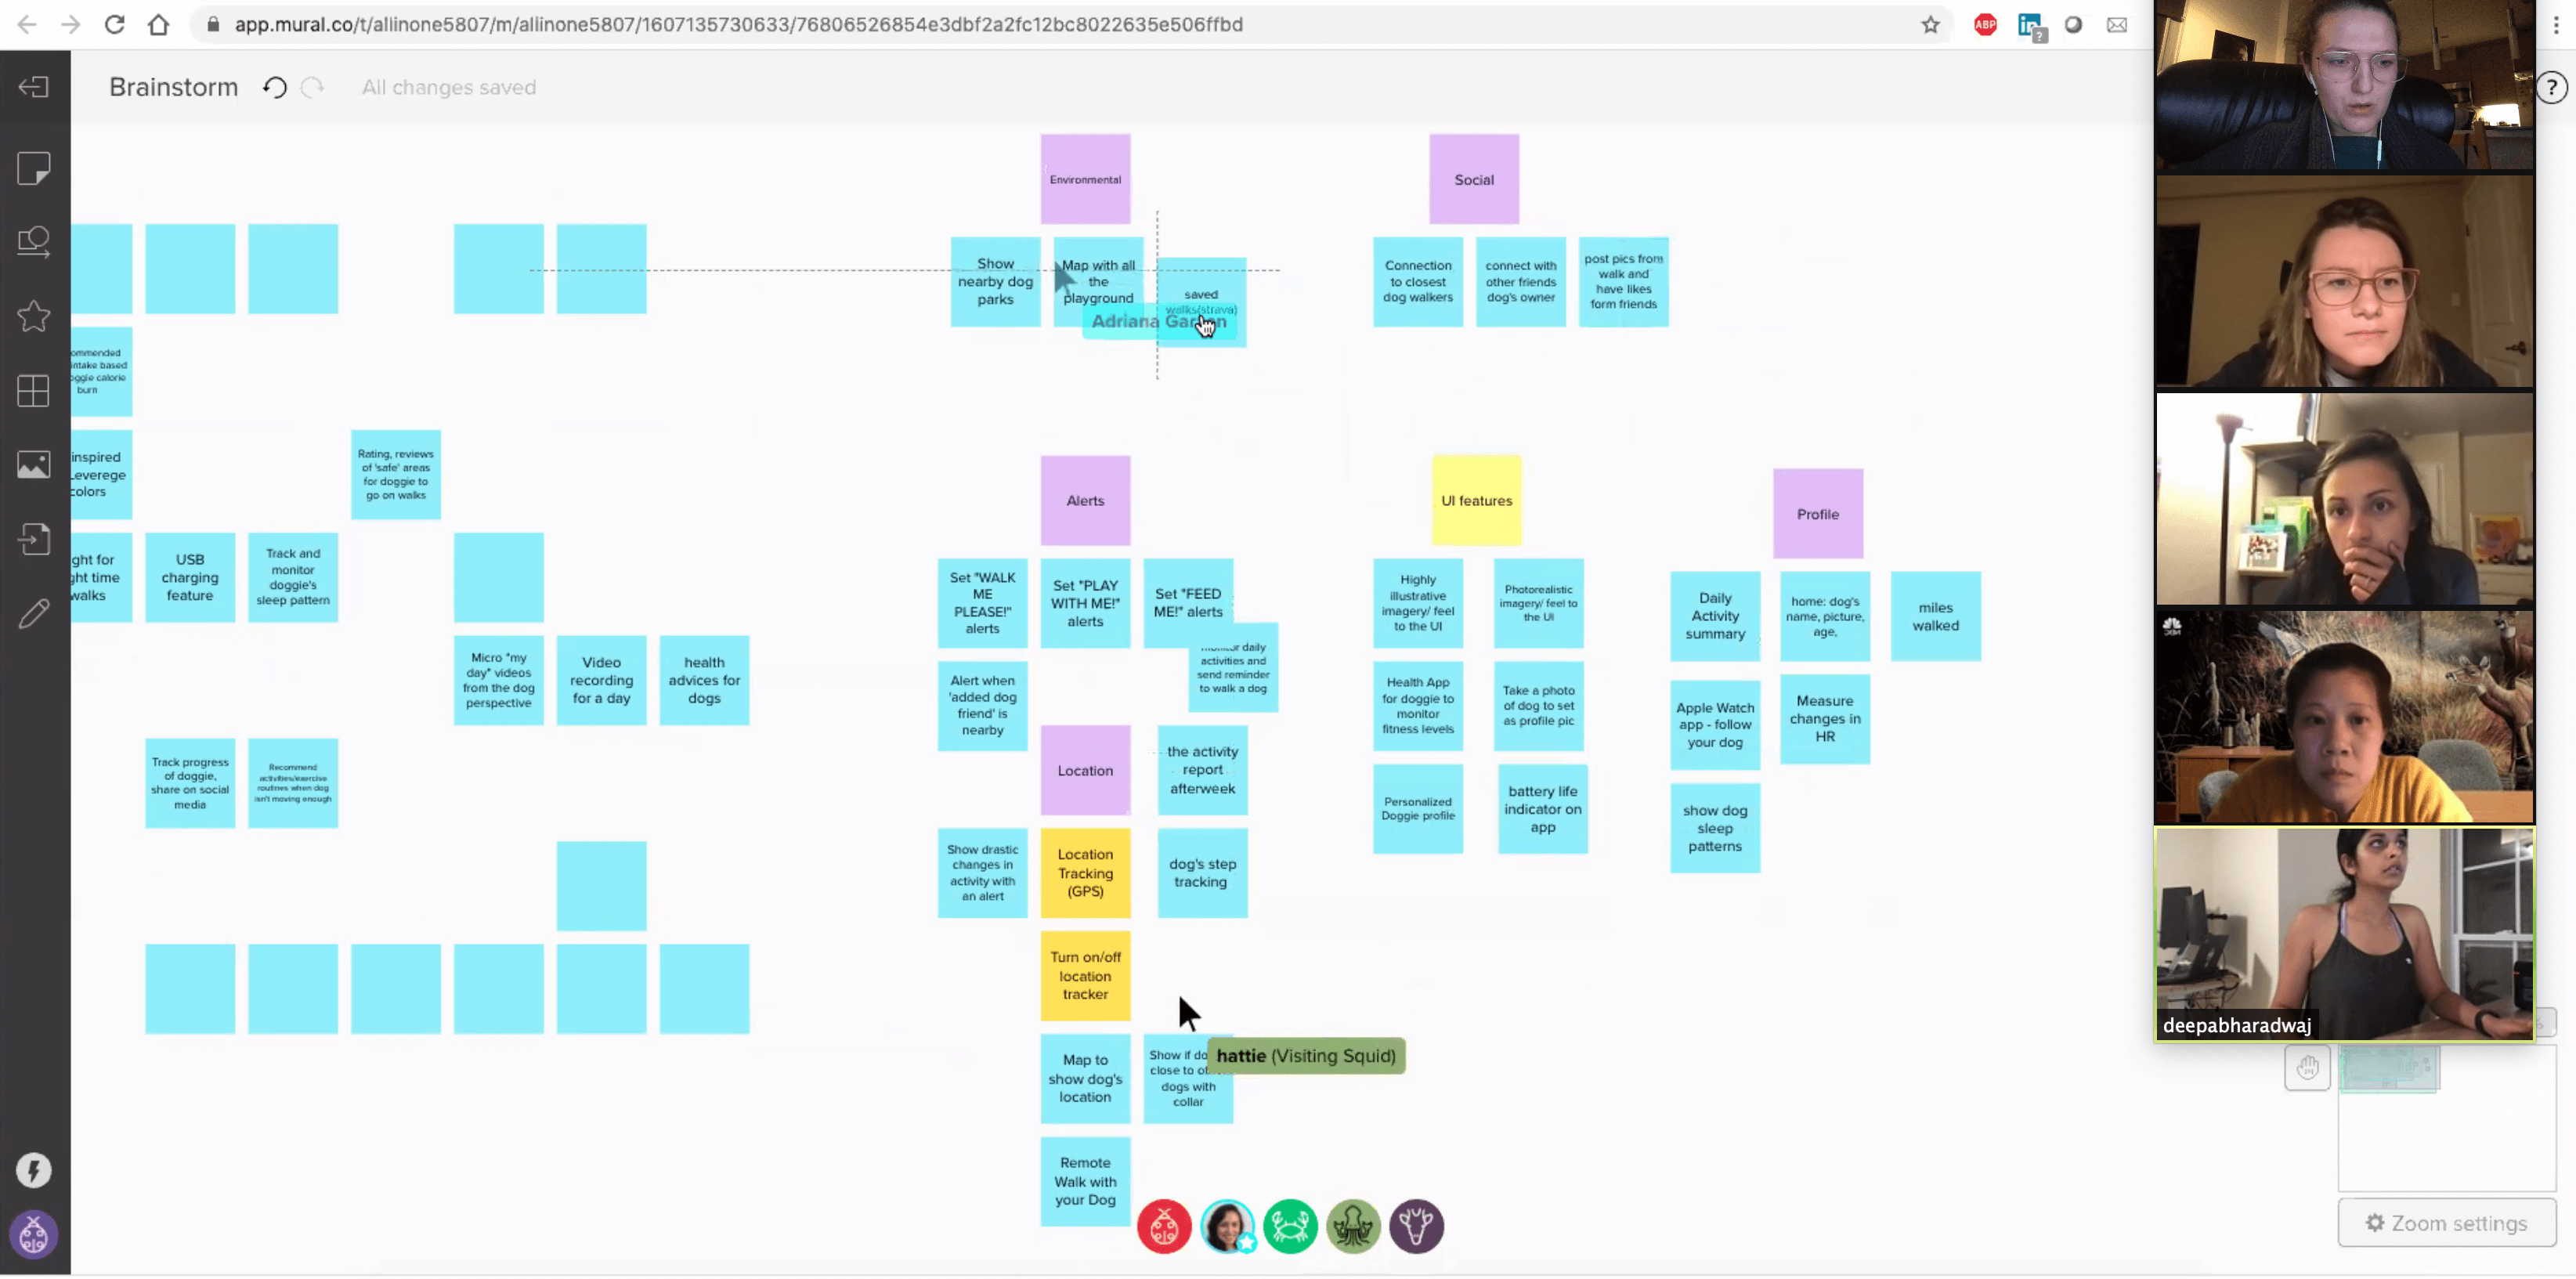 app.mural.co/t/allinone5807/m/allinone5807/1607135730633/76806526854e3dbf2a2fc12bc8022635e506ffbd
ABP
in
?
Brainstorm
All changes saved
?
Environmental
Social
Show
nearby dog
parks
Map with all
the
playground
saved
walks(strava)
Adriana
Connection
to closest
dog walkers
connect with
other friends
dog's owner
post pics from
walk and
have likes
form friends
ommended
intake based
oggie calorie
burn
inspired
Leverege
colors
Rating, reviews
of 'safe' areas
for doggie to
go on walks
Alerts
UI features
Profile
ght for
ght time
walks
USB
charging
feature
Track and
monitor
doggie's
sleep pattern
Set "WALK
ME
PLEASE!"
alerts
Set "PLAY
WITH ME!"
alerts
Set "FEED
ME!" alerts
Highly
illustrative
imagery/ feel
to the UI
Photorealistic
imagery/ feel to
the UI
Daily
Activity
summary
home: dog's
name, picture,
age,
miles
walked
Micro "my
day" videos
from the dog
perspective
Video
recording
for a day
health
advices for
dogs
Alert when
'added dog
friend' is
nearby
monitor daily
activities and
send reminder
to walk a dog
Health App
for doggie to
monitor
fitness levels
Take a photo
of dog to set
as profile pic
Apple Watch
app - follow
your dog
Measure
changes in
HR
Track progress
of doggie,
share on social
media
Recommend
activities/exercise
routines when dog
isn't moving enough
Location
the activity
report
afterweek
Personalized
Doggie profile
battery life
indicator on
app
show dog
sleep
patterns
Show drastic
changes in
activity with
an alert
Location
Tracking
(GPS)
dog's step
tracking
Turn on/off
location
tracker
Map to
show dog's
location
Show if do
close to ot
dogs with
collar
hattie (Visiting Squid)
Remote
Walk with
your Dog
NBC
deepabharadwaj
%
Zoom settings